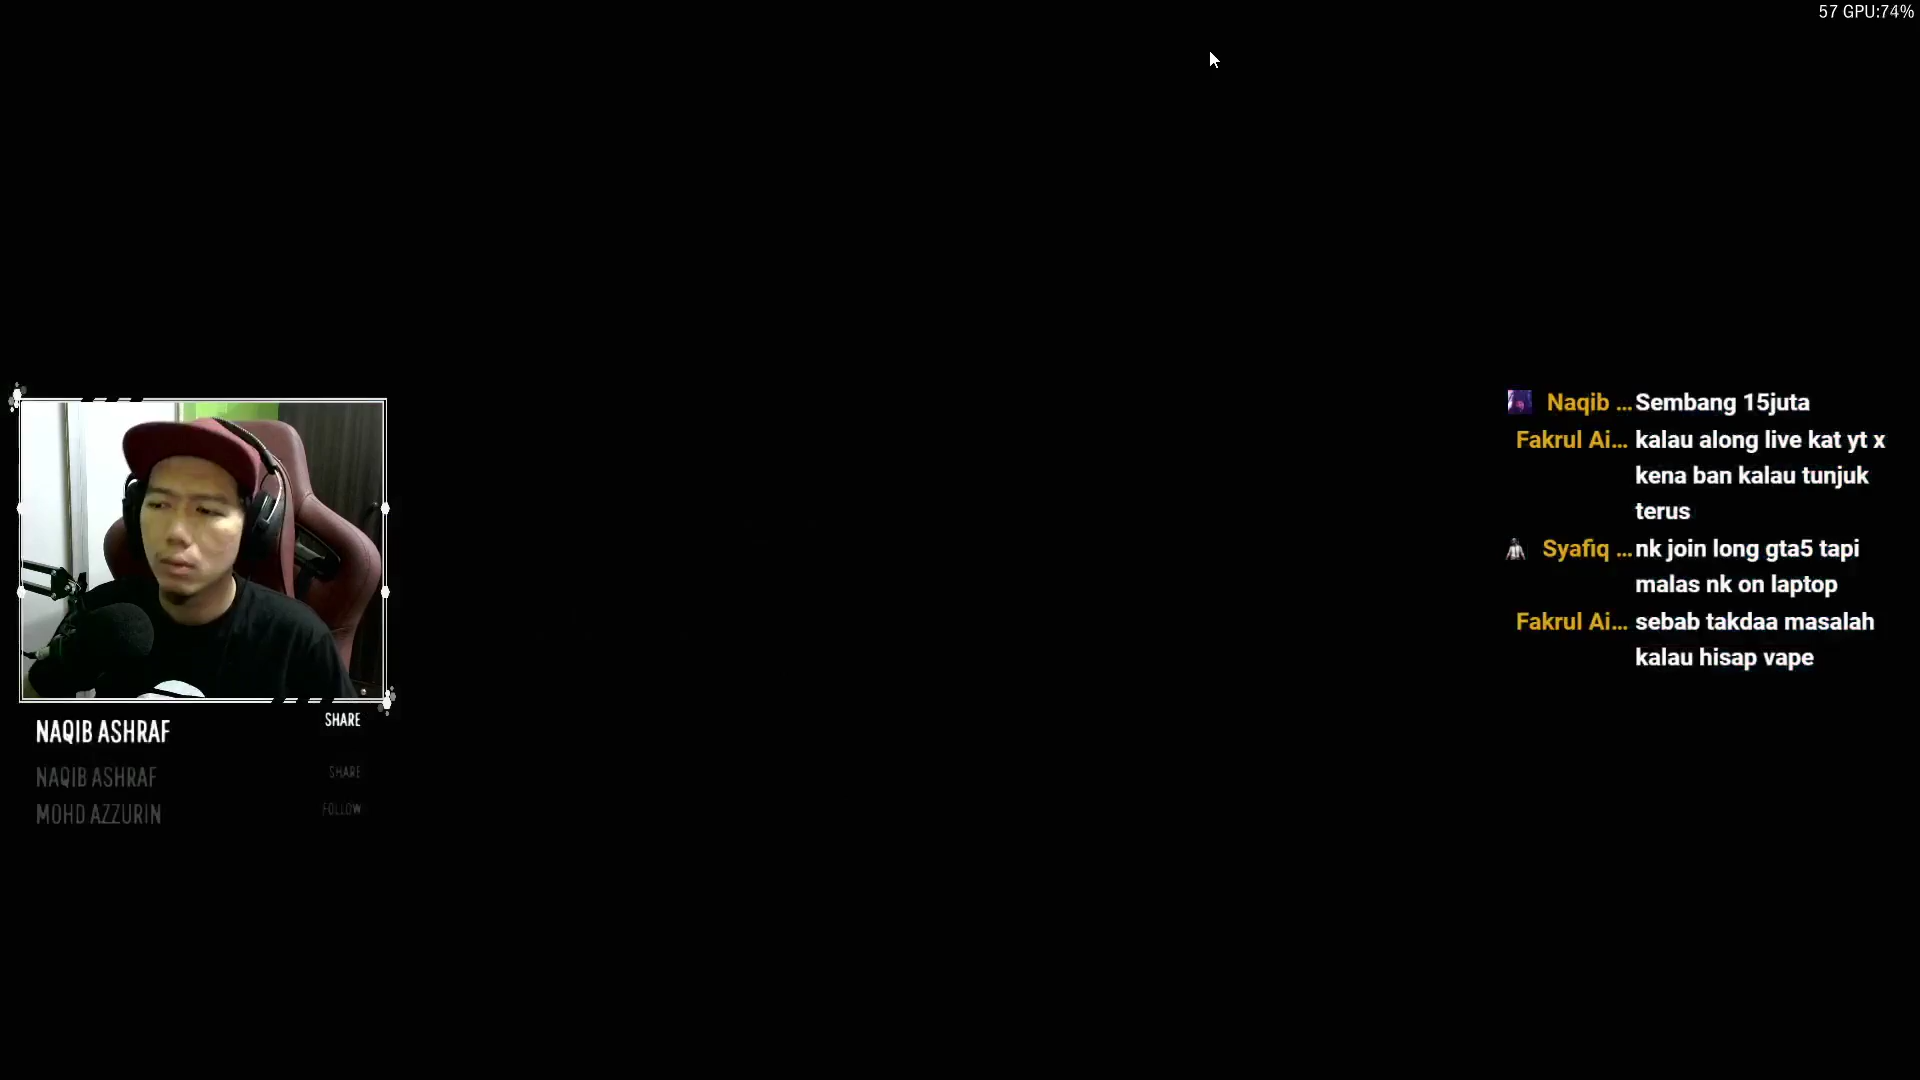 57 GPU:74%
Naqib ... Sembang 15juta
Fakrul Ai... kalau along live kat yt x
kena ban kalau tunjuk
terus
Syafiq ... nk join long gta5 tapi
malas nk on laptop
Fakrul Ai... sebab takdaa masalah
kalau hisap vape
NAQIB ASHRAF SHARE
NAQIB ASHRAF SHARE
MOHD AZZURIN FOLLOW